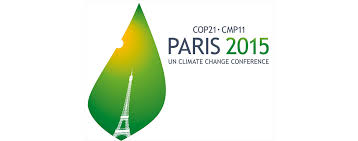 COP21 · CMP11
PARIS 2015
UN CLIMATE CHANGE CONFERENCE